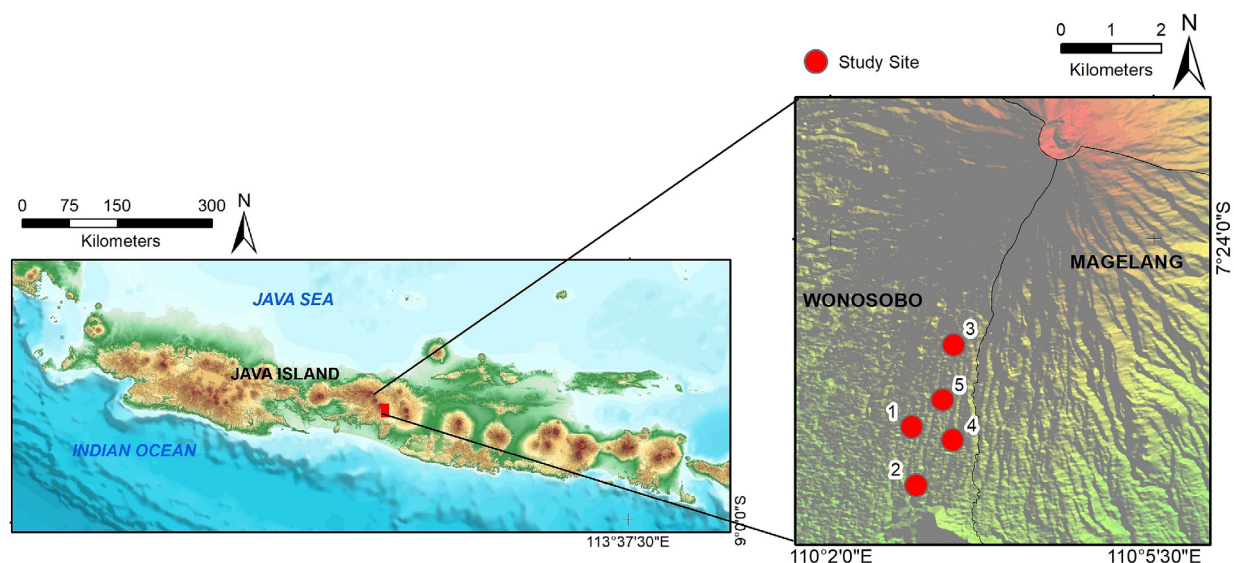 0 75 150 300
Kilometers
N
JAVA SEA
JAVA ISLAND
INDIAN OCEAN
113°37'30"E
9°0'0"S
Study Site
0 1 2
Kilometers
N
MAGELANG
WONOSOBO
3
5
1
4
2
7°24'0"S
110°2'0"E
110°5'30"E